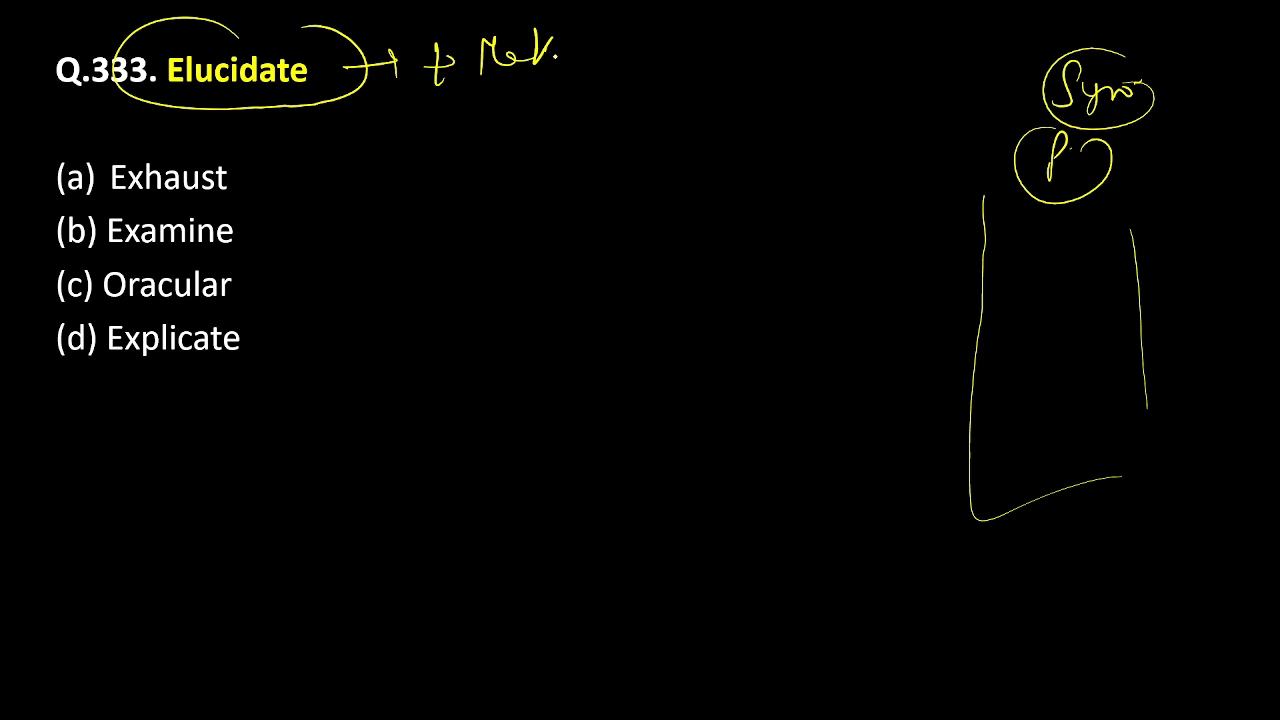 Q.333. Elucidate
Syno
P.
(a) Exhaust
(b) Examine
(c) Oracular
(d) Explicate